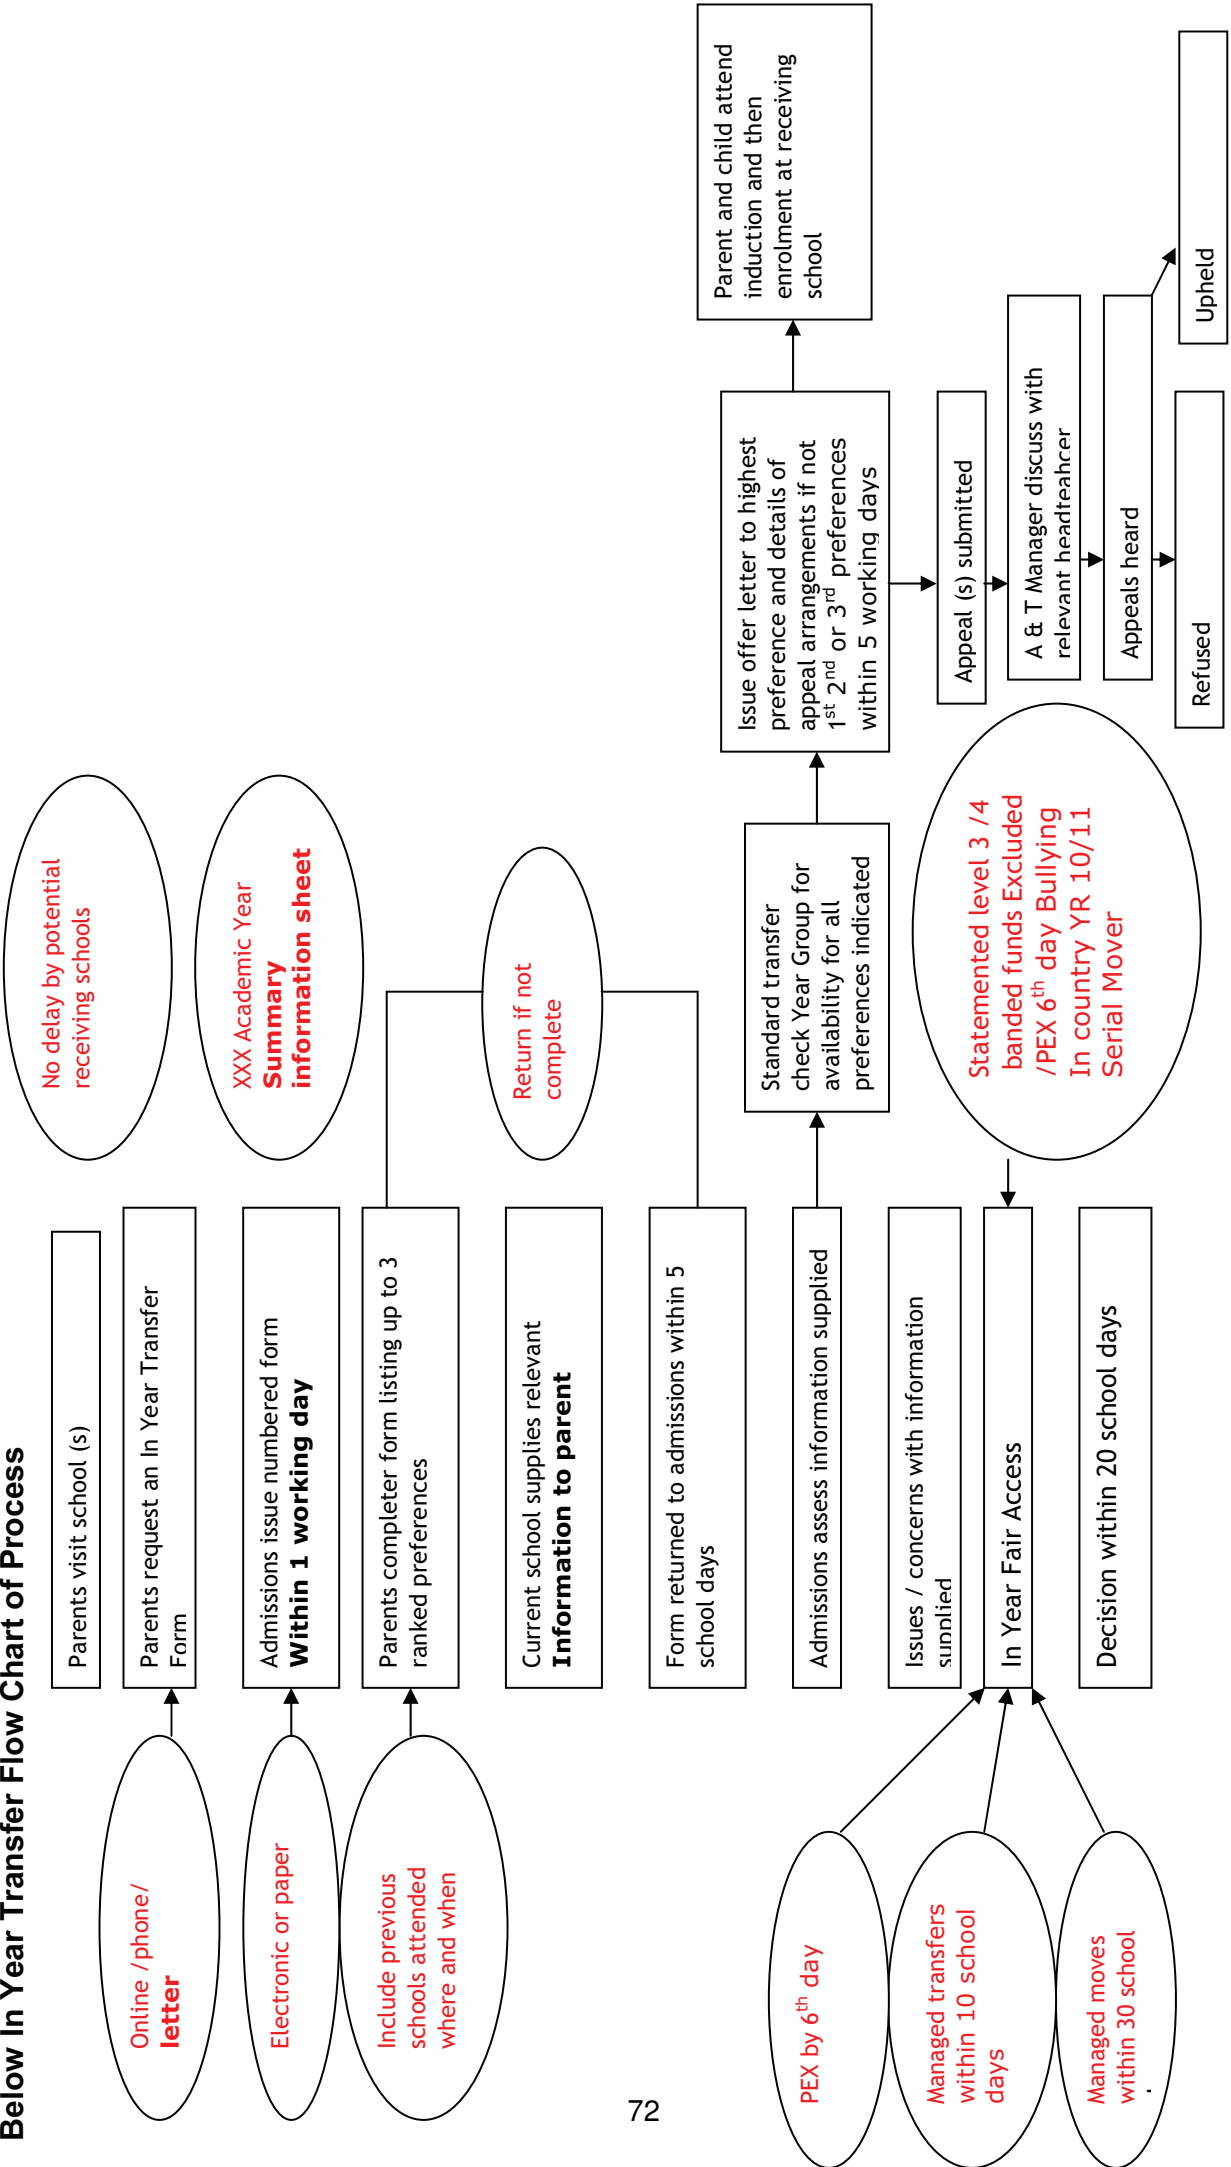 Below In Year Transfer Flow Chart of Process
Parents visit school (s)
No delay by potential
receiving schools
Online /phone/
letter
Parents request an In Year Transfer
Form
XXX Academic Year
Summary
information sheet
Electronic or paper
Admissions issue numbered form
Within 1 working day
Include previous
schools attended
where and when
Parents completer form listing up to 3
ranked preferences
Return if not
complete
Current school supplies relevant
Information to parent
Form returned to admissions within 5
school days
Admissions assess information supplied
Standard transfer
check Year Group for
availability for all
preferences indicated
Issue offer letter to highest
preference and details of
appeal arrangements if not
1st 2nd or 3rd preferences
within 5 working days
Parent and child attend
induction and then
enrolment at receiving
school
PEX by 6th day
Managed transfers
within 10 school
days
Managed moves
within 30 school
Issues / concerns with information
supplied
In Year Fair Access
Statemented level 3 /4
banded funds Excluded
/PEX 6th day Bullying
In country YR 10/11
Serial Mover
Decision within 20 school days
Appeal (s) submitted
A & T Manager discuss with
relevant headteahcer
Appeals heard
Refused
Upheld
72